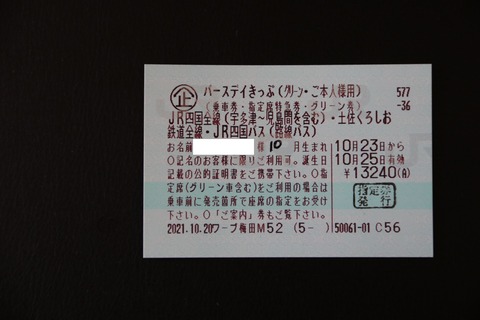 企 バースデイきっぷ(グリーン・ご本人様用) 577
(乗車券・指定席特急券・グリーン券) -36
JR四国全線(宇多津〜児島間を含む)・土佐くろしお
鉄道全線・JR四国バス(路線バス)
お名前 様 10 月生まれ 10月23日から
○記名のお客様に限りご利用可。誕生日 10月25日有効
記載の公的証明書をご携帯下さい。○指 ¥13240(A)
定席(グリーン車含む)をご利用の場合は 指定券
乗車前に発売箇所で座席の指定をお受け 発行
下さい。○「ご案内」券もご覧下さい。
2021.10.20ワープ梅田M52 (5- ) 50061-01 C56